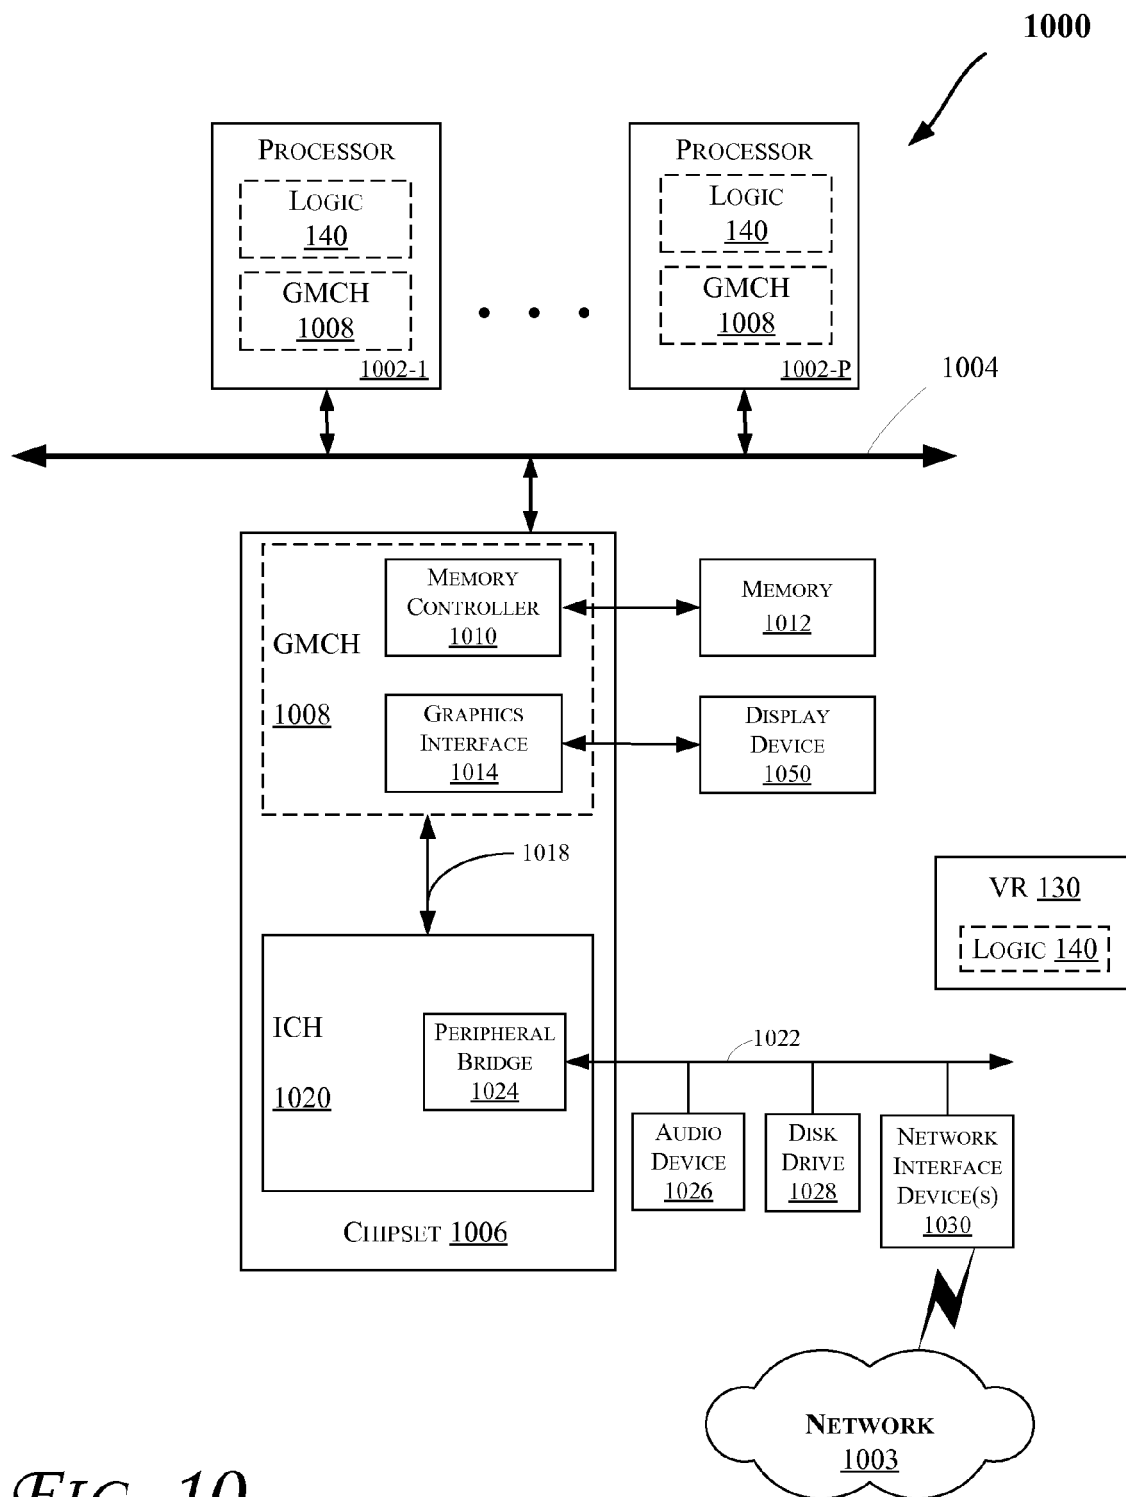 1000
PROCESSOR
LOGIC
140
GMCH
1008
1002-1
PROCESSOR
LOGIC
140
GMCH
1008
1002-P
1004
MEMORY
CONTROLLER
1010
MEMORY
1012
GMCH
1008
GRAPHICS
INTERFACE
1014
DISPLAY
DEVICE
1050
1018
VR 130
LOGIC 140
ICH
1020
PERIPHERAL
BRIDGE
1024
1022
AUDIO
DEVICE
1026
DISK
DRIVE
1028
NETWORK
INTERFACE
DEVICE(S)
1030
CHIPSET 1006
NETWORK
1003
FIG. 10